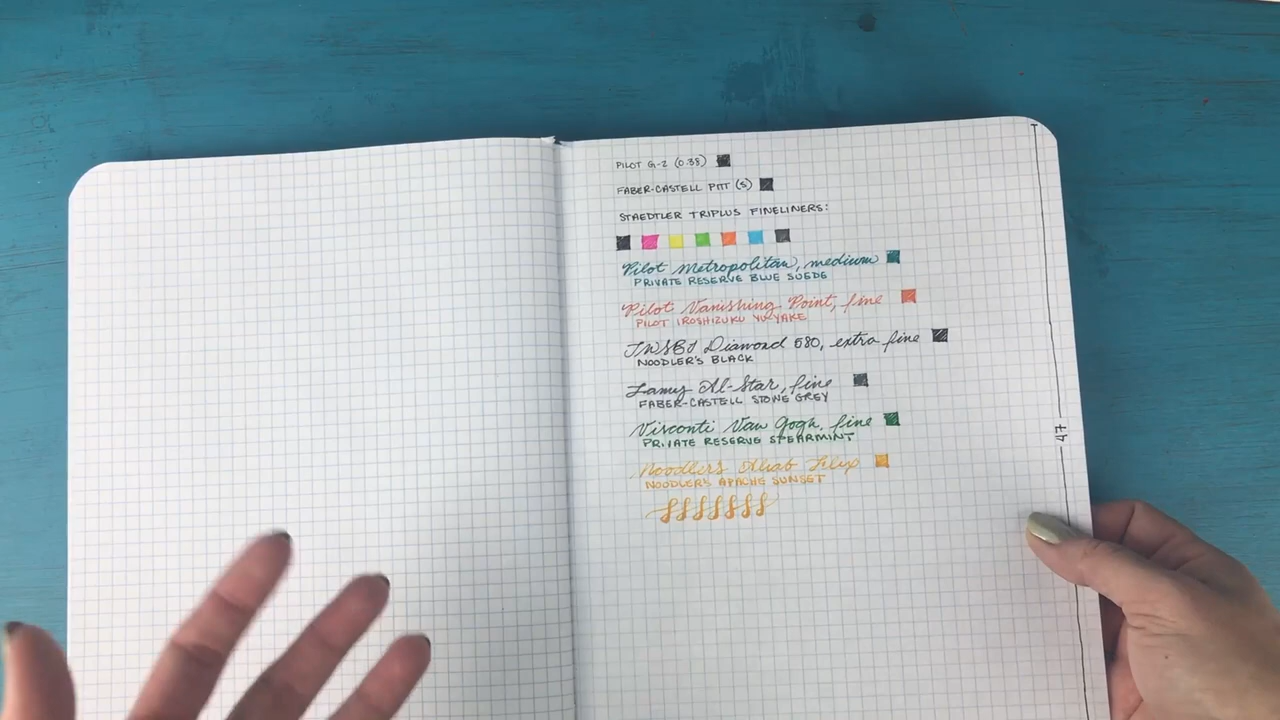 PILOT G-2 (0.38)
FABER-CASTELL PITT (S)
STAEDTLER TRIPLUS FINELINERS:
Pilot Metropolitan, medium
PRIVATE RESERVE BLUE SUEDE
Pilot Vanishing Point, fine
PILOT IROSHIZUKU YU-YAKE
TWSBI Diamond 580, extra fine
NOODLER'S BLACK
Lamy Al-Star, fine
FABER-CASTELL STONE GREY
Visconti Van Gogh, fine
PRIVATE RESERVE SPEARMINT
Noodler's Ahab Flex
NOODLER'S APACHE SUNSET
47